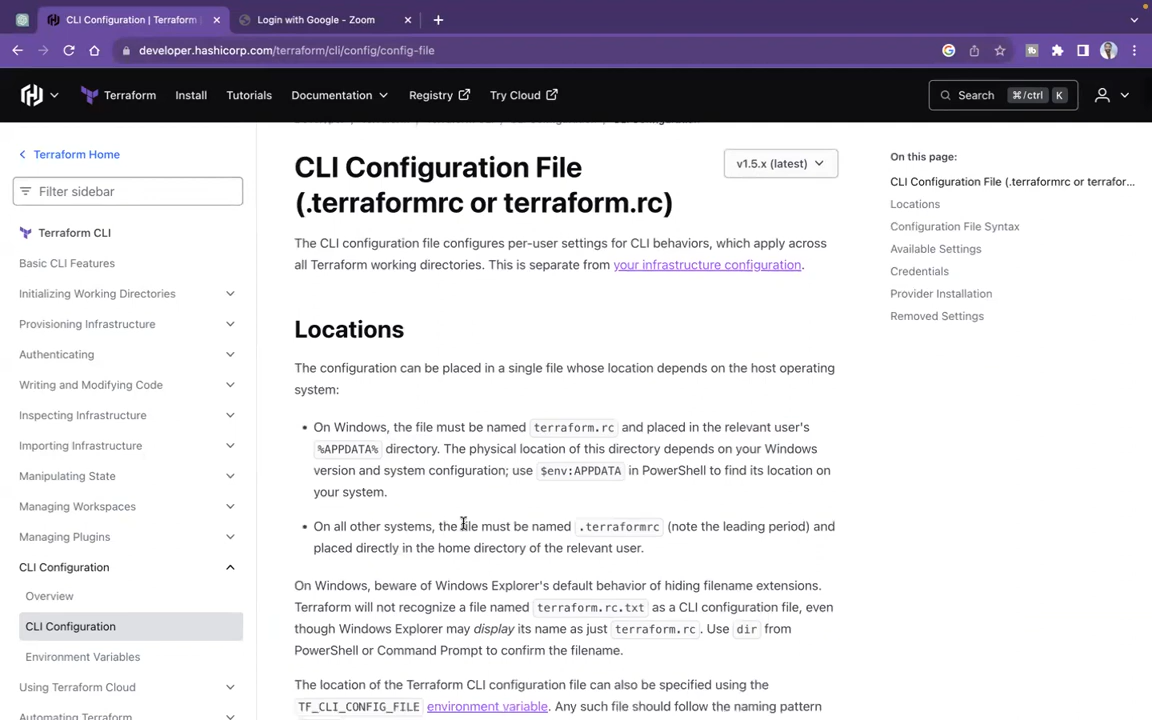 CLI Configuration | Terraform
Login with Google - Zoom
developer.hashicorp.com/terraform/cli/config/config-file
Terraform
Install
Tutorials
Documentation
Registry
Try Cloud
Search
⌘/ctrl
K
Terraform Home
Filter sidebar
Terraform CLI
Basic CLI Features
Initializing Working Directories
Provisioning Infrastructure
Authenticating
Writing and Modifying Code
Inspecting Infrastructure
Importing Infrastructure
Manipulating State
Managing Workspaces
Managing Plugins
CLI Configuration
Overview
CLI Configuration
Environment Variables
Using Terraform Cloud
Automating Terraform
CLI Configuration File
(.terraformrc or terraform.rc)
v1.5.x (latest)
The CLI configuration file configures per-user settings for CLI behaviors, which apply across
all Terraform working directories. This is separate from your infrastructure configuration.
Locations
The configuration can be placed in a single file whose location depends on the host operating
system:
• On Windows, the file must be named terraform.rc and placed in the relevant user's
%APPDATA% directory. The physical location of this directory depends on your Windows
version and system configuration; use $env:APPDATA in PowerShell to find its location on
your system.
• On all other systems, the file must be named .terraformrc (note the leading period) and
placed directly in the home directory of the relevant user.
On Windows, beware of Windows Explorer's default behavior of hiding filename extensions.
Terraform will not recognize a file named terraform.rc.txt as a CLI configuration file, even
though Windows Explorer may display its name as just terraform.rc. Use dir from
PowerShell or Command Prompt to confirm the filename.
The location of the Terraform CLI configuration file can also be specified using the
TF_CLI_CONFIG_FILE environment variable. Any such file should follow the naming pattern
On this page:
CLI Configuration File (.terraformrc or terrafor...
Locations
Configuration File Syntax
Available Settings
Credentials
Provider Installation
Removed Settings